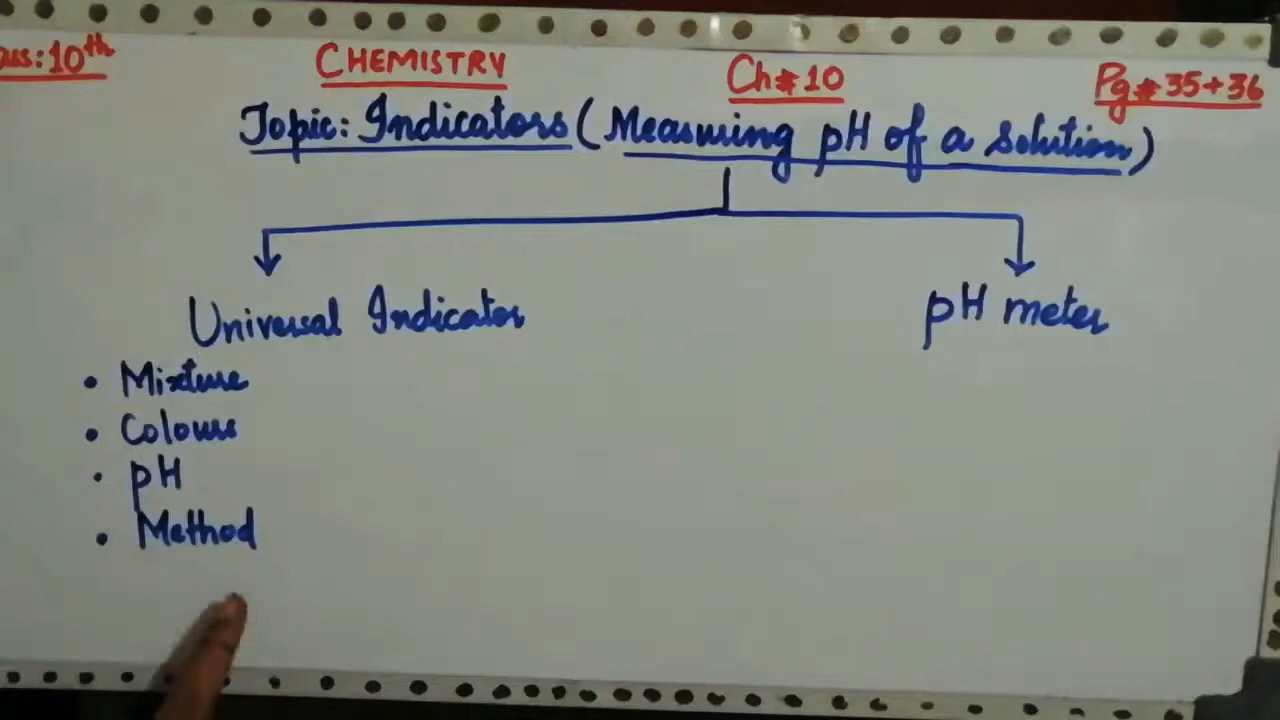 ass: 10th CHEMISTRY Ch#10 Pg#35+36
Topic: Indicators (Measuring pH of a solution)
Universal Indicator pH meter
• Mixture
• Colours
• pH
• Method